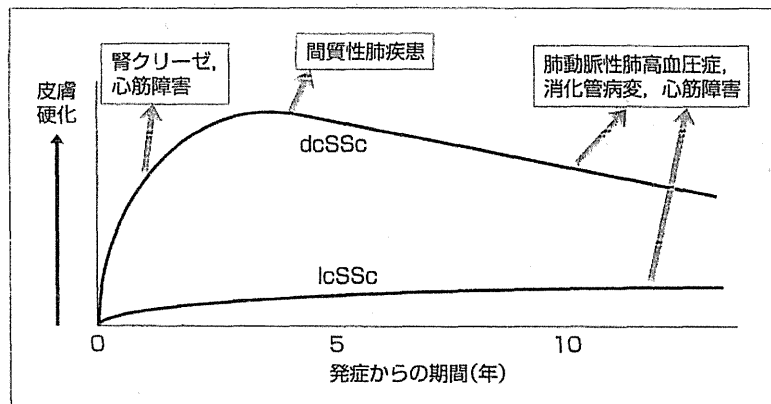 腎クリーゼ,
心筋障害
間質性肺疾患
肺動脈性肺高血圧症,
消化管病変, 心筋障害
皮膚
硬化
dcSSc
lcSSc
0
5
10
発症からの期間(年)